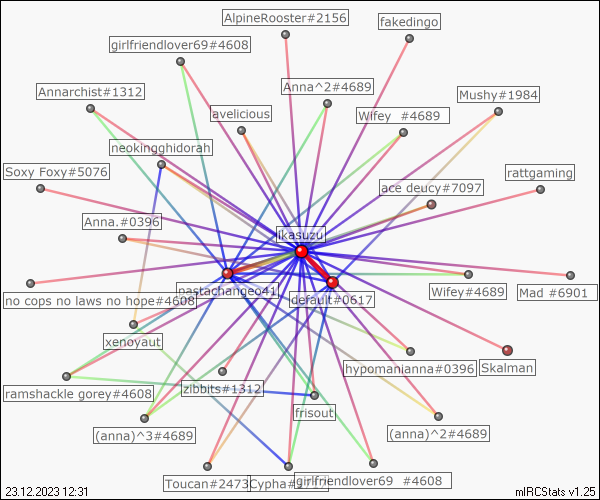 AlpineRooster#2156
fakedingo
girlfriendlover69#4608
Annarchist#1312
Anna^2#4689
Mushy#1984
avelicious
Wifey #4689
neokingghidorah
Soxy Foxy#5076
rattgaming
ace deucy#7097
Anna.#0396
ikasuzu
pastachangeo41
default#0617
Wifey#4689
Mad #6901
no cops no laws no hope#4608
xenoyaut
hypomanianna#0396
Skalman
ramshackle gorey#4608
zibbits#1312
frisout
(anna)^3#4689
(anna)^2#4689
Toucan#2473
Cypha#
girlfriendlover69 #4608
23.12.2023 12:31
mIRCStats v1.25